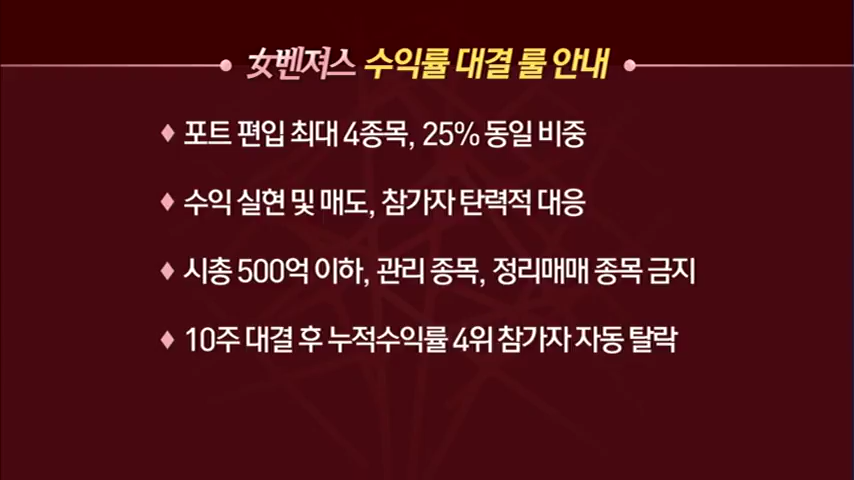 女벤져스 수익률 대결 룰 안내
♦ 포트 편입 최대 4종목, 25% 동일 비중
♦ 수익 실현 및 매도, 참가자 탄력적 대응
♦ 시총 500억 이하, 관리 종목, 정리매매 종목 금지
♦ 10주 대결 후 누적수익률 4위 참가자 자동 탈락